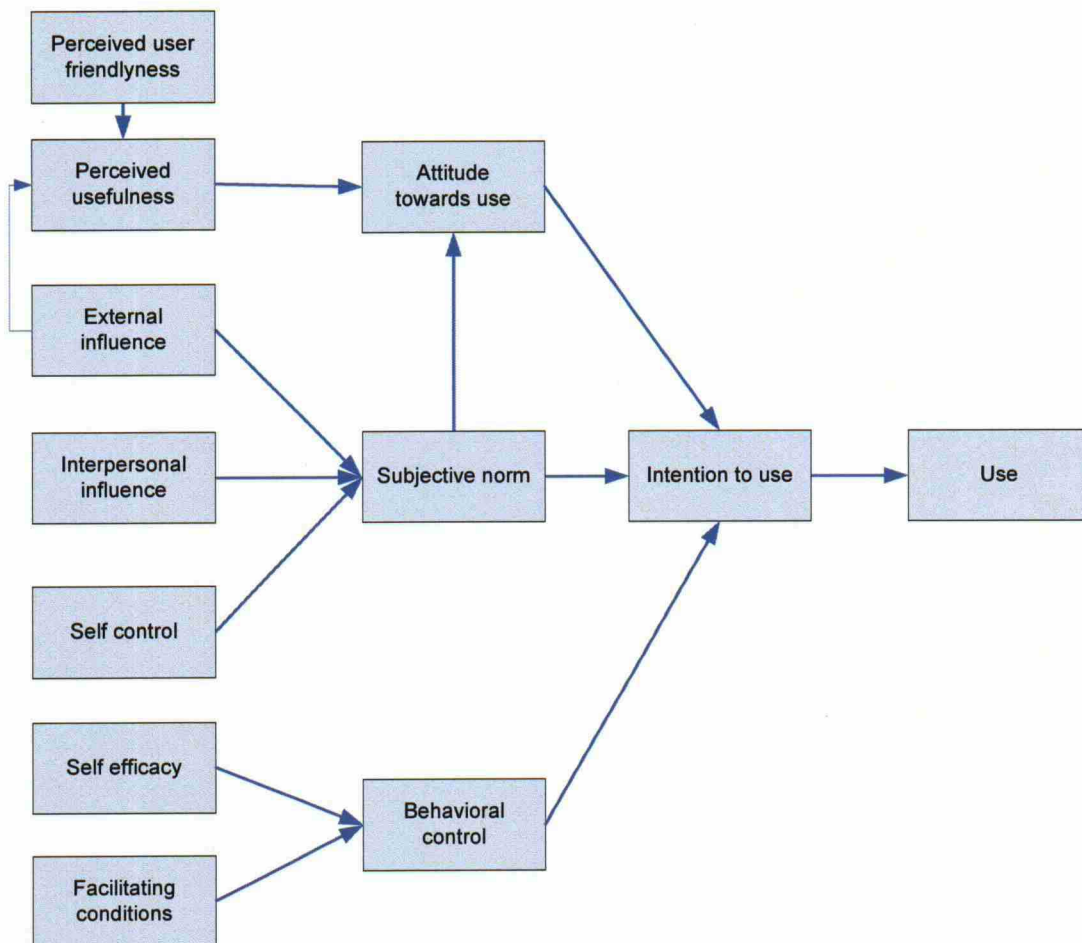 Perceived user
friendlyness
Perceived
usefulness
Attitude
towards use
External
influence
Interpersonal
influence
Subjective norm
Intention to use
Use
Self control
Self efficacy
Behavioral
control
Facilitating
conditions